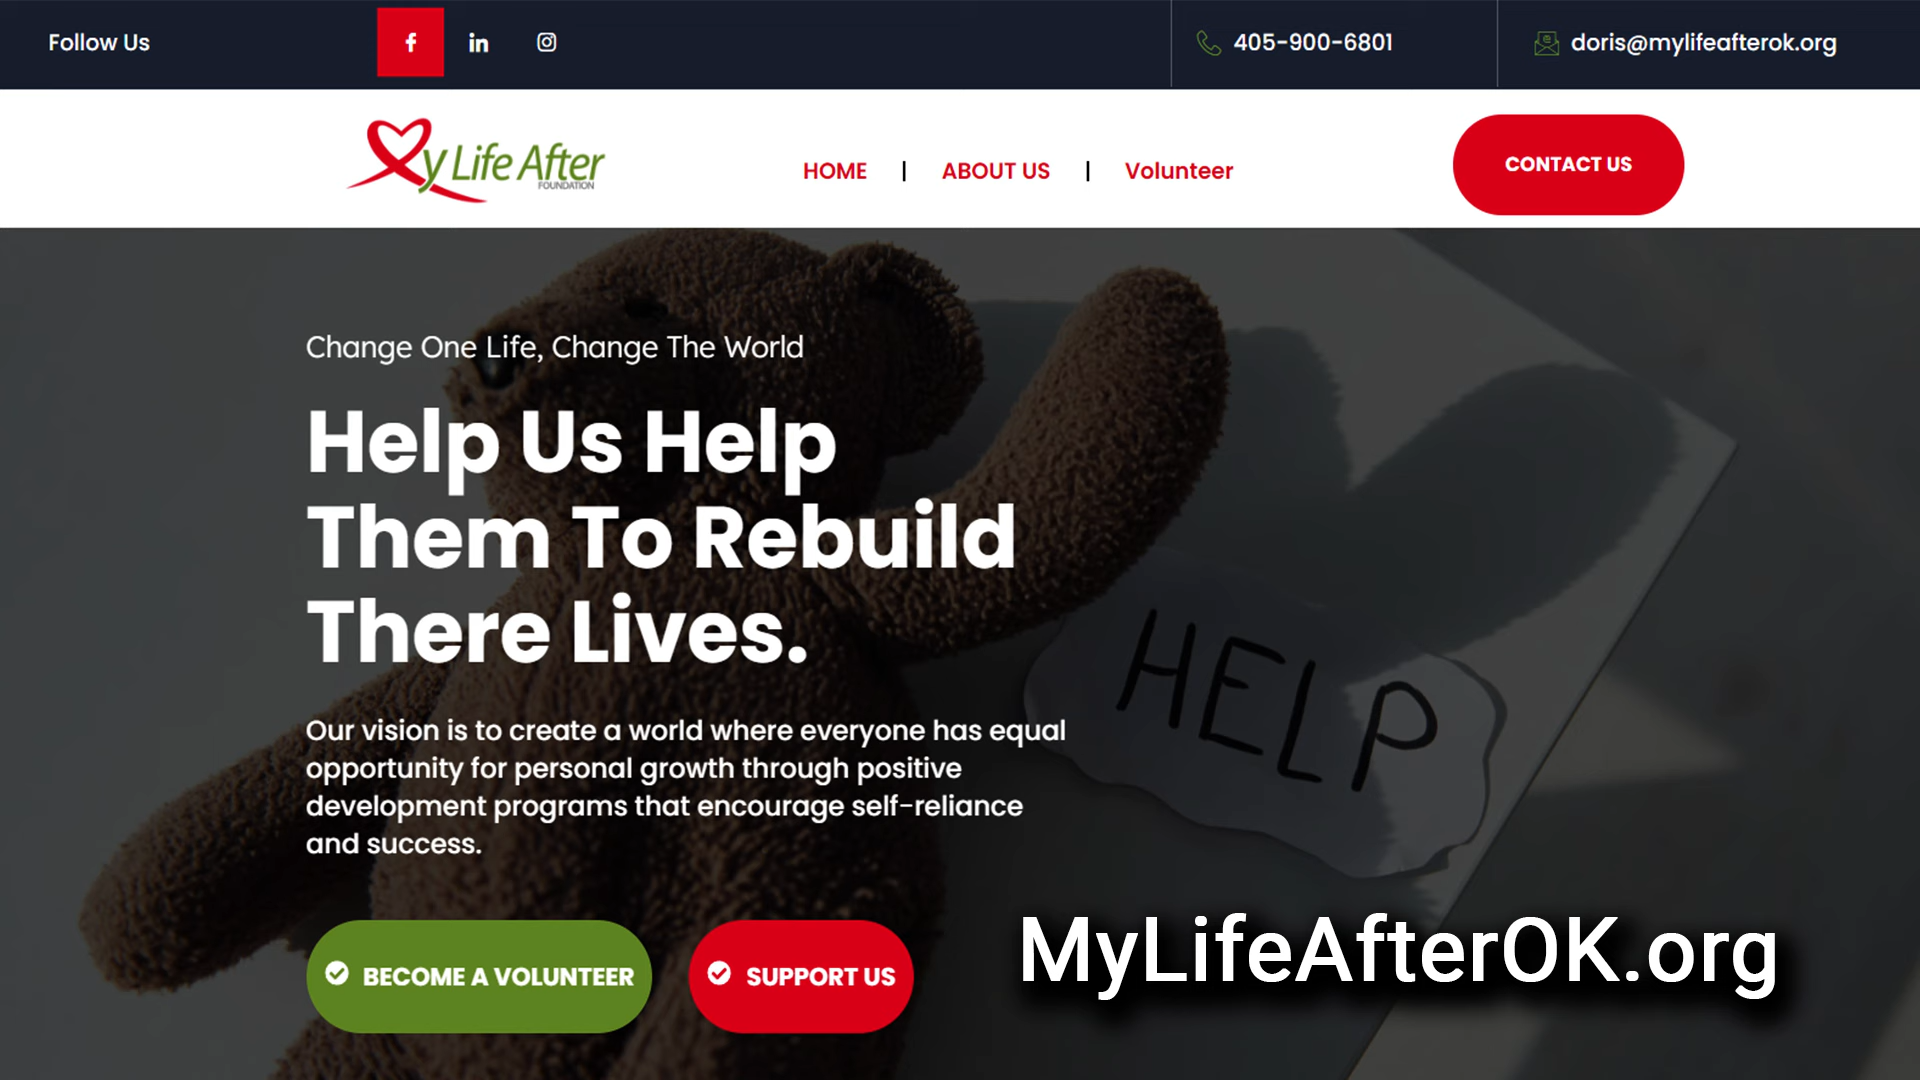 Follow Us
405-900-6801
doris@mylifeafterok.org
My Life After
FOUNDATION
HOME | ABOUT US | Volunteer
CONTACT US
Change One Life, Change The World
Help Us Help
Them To Rebuild
There Lives.
HELP
Our vision is to create a world where everyone has equal
opportunity for personal growth through positive
development programs that encourage self-reliance
and success.
BECOME A VOLUNTEER
SUPPORT US
MyLifeAfterOK.org